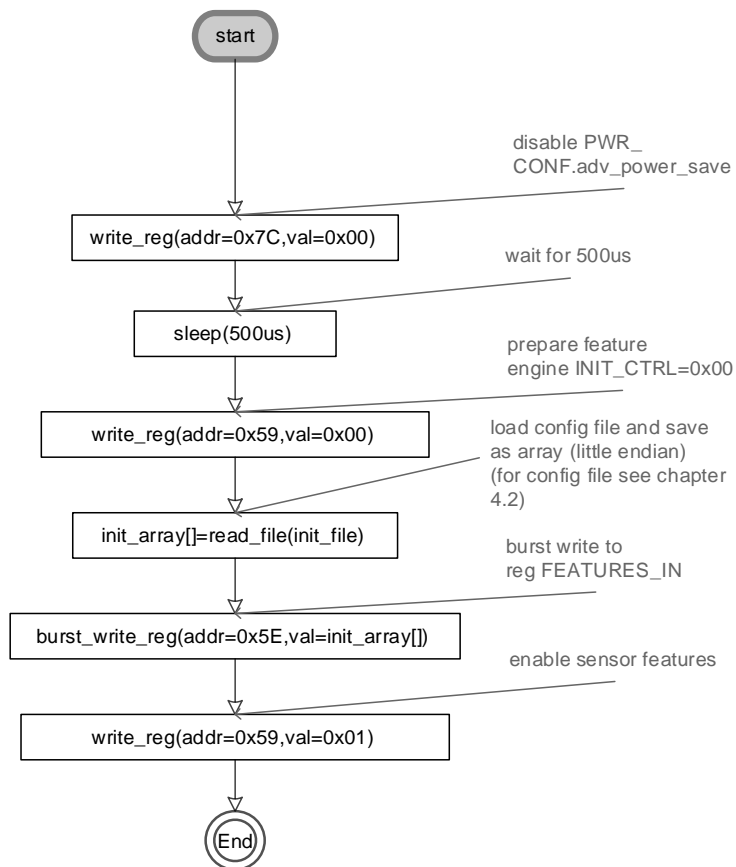 start
disable PWR_
CONF.adv_power_save
write_reg(addr=0x7C,val=0x00)
wait for 500us
sleep(500us)
prepare feature
engine INIT_CTRL=0x00
write_reg(addr=0x59,val=0x00)
load config file and save
as array (little endian)
(for config file see chapter
4.2)
init_array[]=read_file(init_file)
burst write to
reg FEATURES_IN
burst_write_reg(addr=0x5E,val=init_array[])
enable sensor features
write_reg(addr=0x59,val=0x01)
End